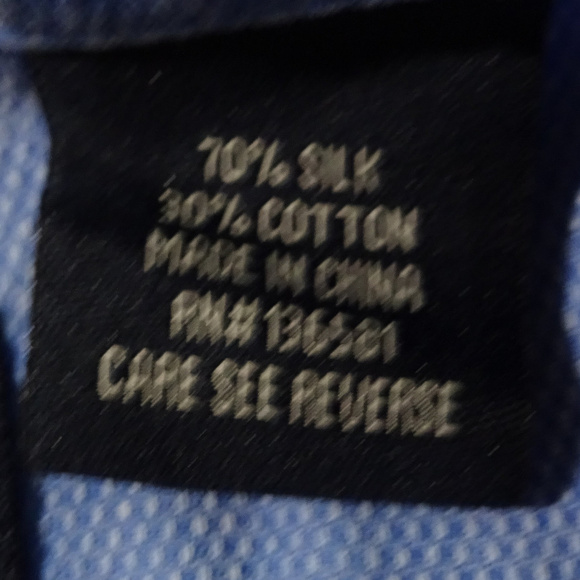 70% SILK
30% COTTON
MADE IN CHINA
RN#136581
CARE SEE REVERSE